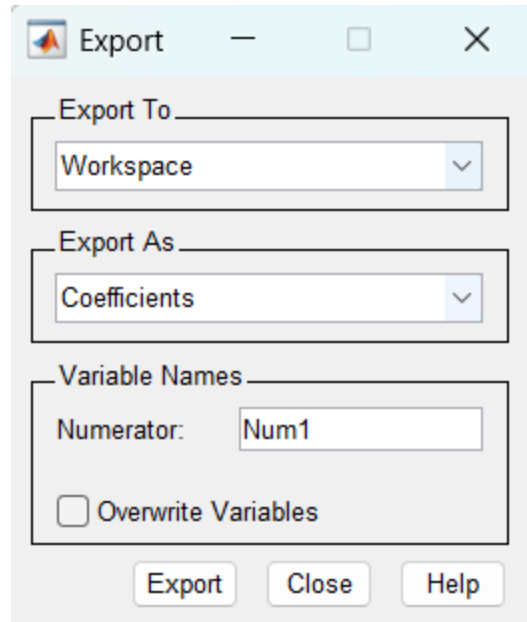 Export
Export To
Workspace
Export As
Coefficients
Variable Names
Numerator: Num1
Overwrite Variables
Export Close Help